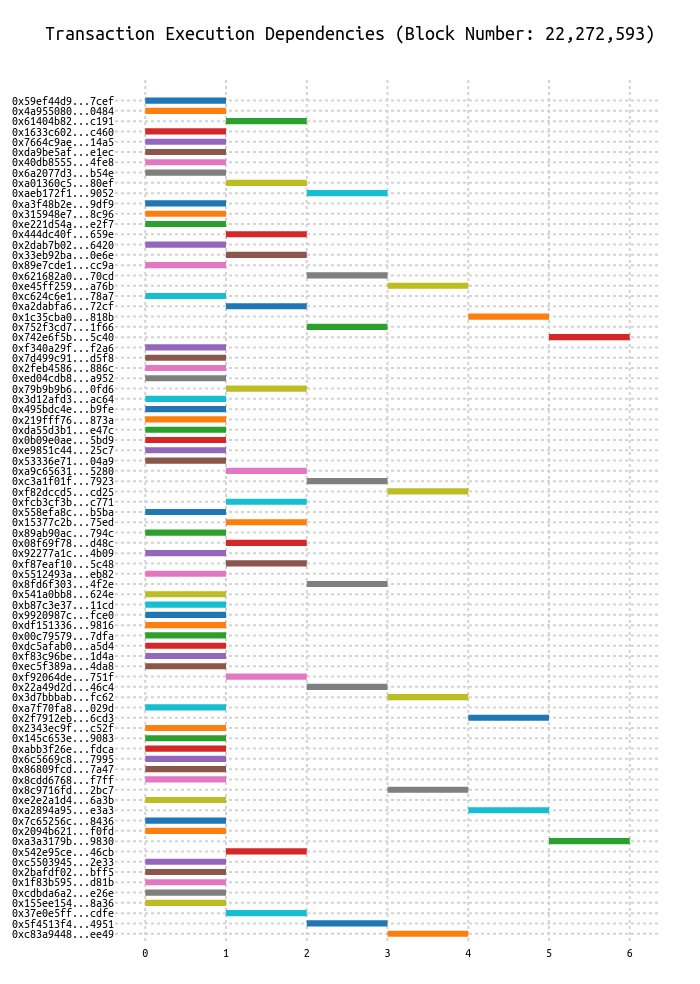 Transaction Execution Dependencies (Block Number: 22,272,593)
0x59ef44d9...7cef
0x4a955080...0484
0x61404b82...c191
0x1633c602...c460
0x7664c9ae...14a5
0xda9be5af...e1ec
0x40db8555...4fe8
0x6a2077d3...b54e
0xa01360c5...80ef
0xaeb172f1...9052
0xa3f48b2e...9df9
0x315948e7...8c96
0xe221d54a...e2f7
0x444dc40f...659e
0x2dab7b02...6420
0x33eb92ba...0e6e
0x89e7cde1...cc9a
0x621682a0...70cd
0xe45ff259...a76b
0xc624c6e1...78a7
0xa2dabfa6...72cf
0x1c35cba0...818b
0x752f3cd7...1f66
0x742e6f5b...5c40
0xf340a29f...f2a6
0x7d499c91...d5f8
0x2feb4586...886c
0xed04cdb8...a952
0x79b9b9b6...0fd6
0x3d12afd3...ac64
0x495bdc4e...b9fe
0x219fff76...873a
0xda55d3b1...e47c
0x0b09e0ae...5bd9
0xe9851c44...25c7
0x53336e71...04a9
0xa9c65631...5280
0xc3a1f01f...7923
0xf82dccd5...cd25
0xfcb3cf3b...c771
0x558efa8c...b5ba
0x15377c2b...75ed
0x89ab90ac...794c
0x08f69f78...d48c
0x92277a1c...4b09
0xf87eaf10...5c48
0x5512493a...eb82
0x8fd6f303...4f2e
0x541a0bb8...624e
0xb87c3e37...11cd
0x9920987c...fce0
0xdf151336...9816
0x00c79579...7dfa
0xdc5afab0...a5d4
0xf83c96be...1d4a
0xec5f389a...4da8
0xf92064de...751f
0x22a49d2d...46c4
0x3d7bbbab...fc62
0xa7f70fa8...029d
0x2f7912eb...6cd3
0x2343ec9f...c52f
0x145c653e...9083
0xabb3f26e...fdca
0x6c5669c8...7995
0x86809fcd...7a47
0x8cdd6768...f7ff
0x8c9716fd...2bc7
0xe2e2a1d4...6a3b
0xa2894a95...e3a3
0x7c65256c...8436
0x2094b621...f0fd
0xa3a3179b...9830
0x542e95ce...46cb
0xc5503945...2e33
0x2bafdf02...bff5
0x1f83b595...d81b
0xcdbda6a2...e26e
0x155ee154...8a36
0x37e0e5ff...cdfe
0x5f4513f4...4951
0xc83a9448...ee49
0 1 2 3 4 5 6